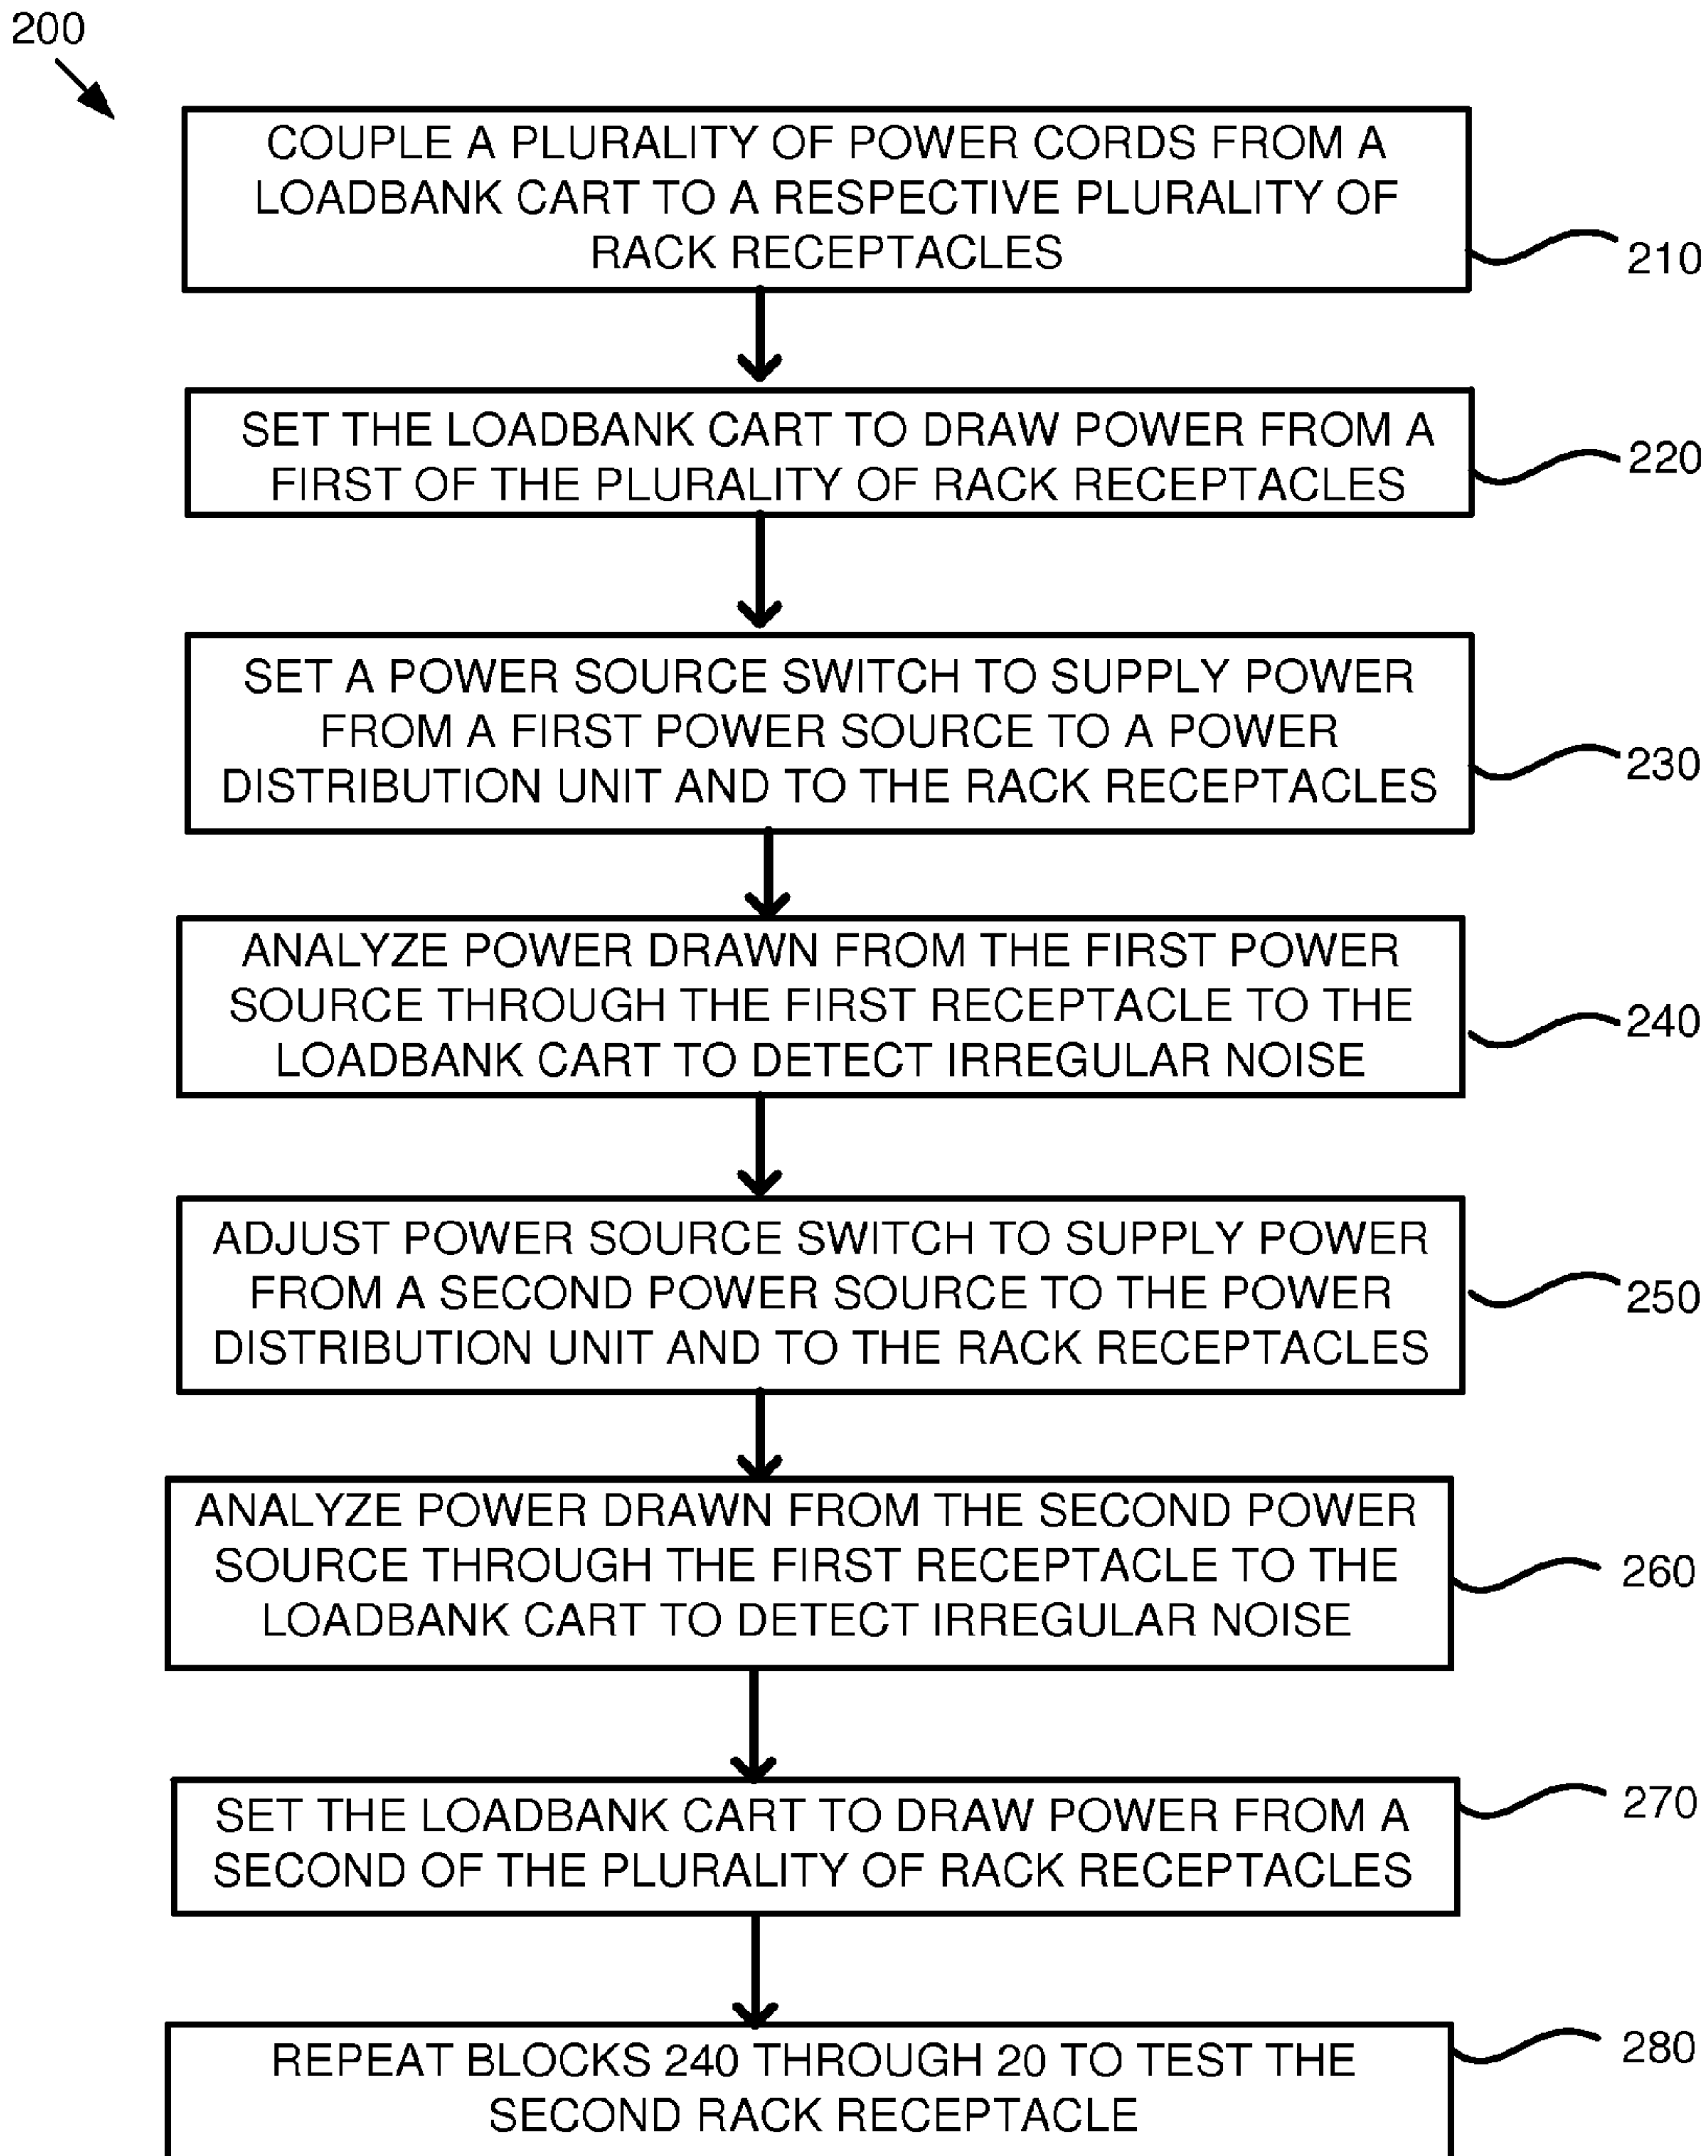 200
COUPLE A PLURALITY OF POWER CORDS FROM A
LOADBANK CART TO A RESPECTIVE PLURALITY OF
RACK RECEPTACLES
210
SET THE LOADBANK CART TO DRAW POWER FROM A
FIRST OF THE PLURALITY OF RACK RECEPTACLES
220
SET A POWER SOURCE SWITCH TO SUPPLY POWER
FROM A FIRST POWER SOURCE TO A POWER
DISTRIBUTION UNIT AND TO THE RACK RECEPTACLES
230
ANALYZE POWER DRAWN FROM THE FIRST POWER
SOURCE THROUGH THE FIRST RECEPTACLE TO THE
LOADBANK CART TO DETECT IRREGULAR NOISE
240
ADJUST POWER SOURCE SWITCH TO SUPPLY POWER
FROM A SECOND POWER SOURCE TO THE POWER
DISTRIBUTION UNIT AND TO THE RACK RECEPTACLES
250
ANALYZE POWER DRAWN FROM THE SECOND POWER
SOURCE THROUGH THE FIRST RECEPTACLE TO THE
LOADBANK CART TO DETECT IRREGULAR NOISE
260
SET THE LOADBANK CART TO DRAW POWER FROM A
SECOND OF THE PLURALITY OF RACK RECEPTACLES
270
REPEAT BLOCKS 240 THROUGH 20 TO TEST THE
SECOND RACK RECEPTACLE
280